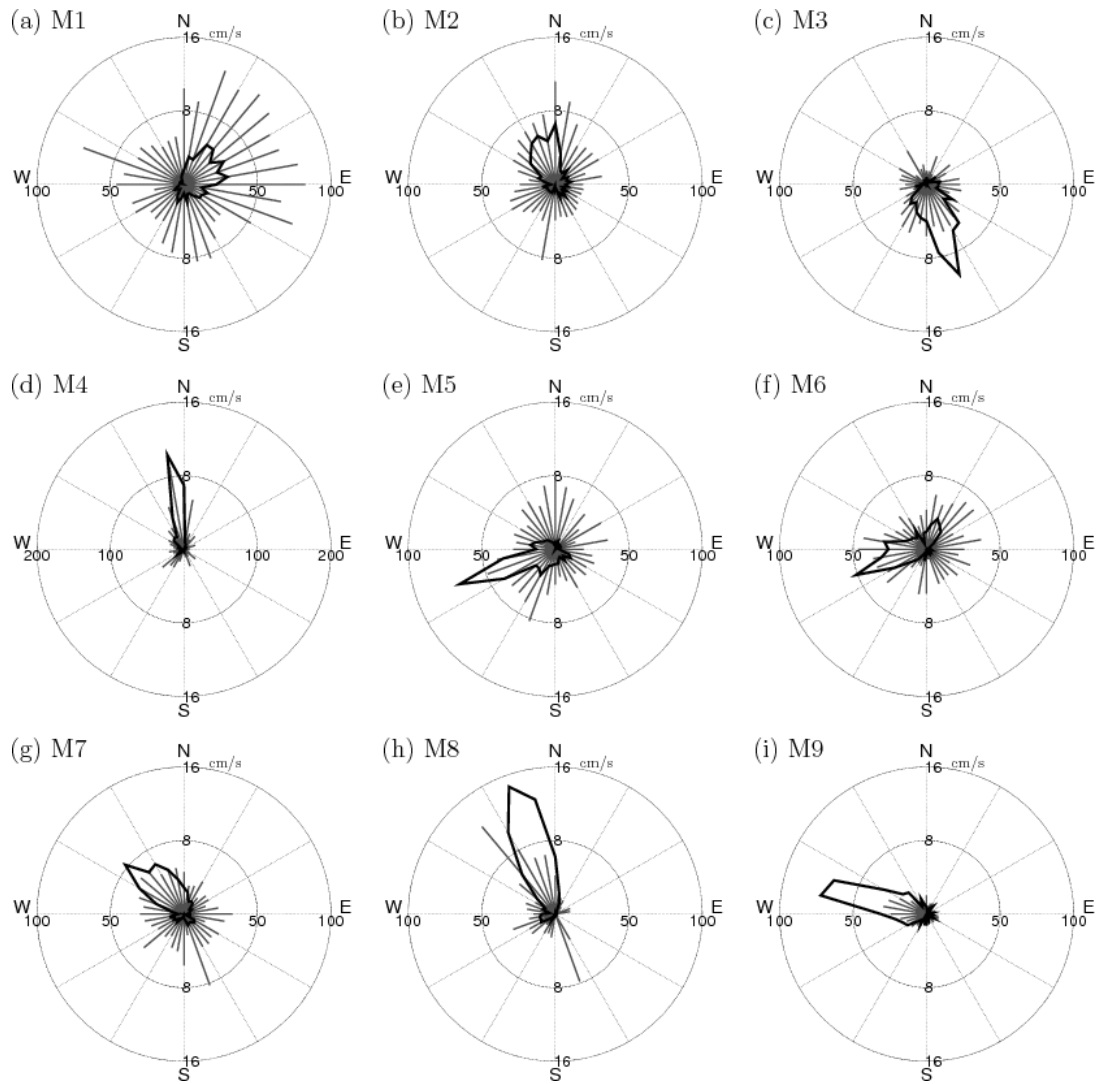 (a) M1
N
16 cm/s
8
W E
100 50 50 100
8
16
S
(b) M2
N
16 cm/s
8
W E
100 50 50 100
8
16
S
(c) M3
N
16 cm/s
8
W E
100 50 50 100
8
16
S
(d) M4
N
16 cm/s
8
W E
200 100 100 200
8
16
S
(e) M5
N
16 cm/s
8
W E
100 50 50 100
8
16
S
(f) M6
N
16 cm/s
8
W E
100 50 50 100
8
16
S
(g) M7
N
16 cm/s
8
W E
100 50 50 100
8
16
S
(h) M8
N
16 cm/s
8
W E
100 50 50 100
8
16
S
(i) M9
N
16 cm/s
8
W E
100 50 50 100
8
16
S